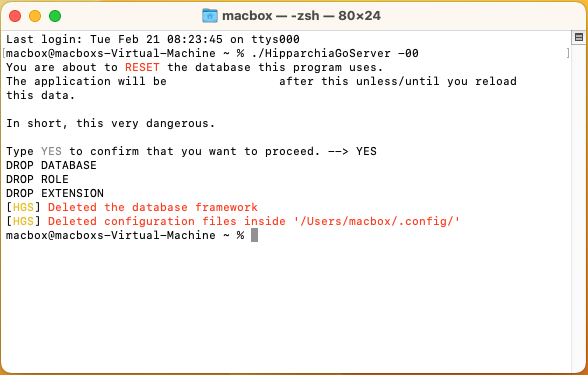 macbox — -zsh — 80×24
Last login: Tue Feb 21 08:23:45 on ttys000
[macbox@macboxs-Virtual-Machine ~ % ./HipparchiaGoServer -00 ]
You are about to RESET the database this program uses.
The application will be after this unless/until you reload
this data.
In short, this very dangerous.
Type YES to confirm that you want to proceed. --> YES
DROP DATABASE
DROP ROLE
DROP EXTENSION
[HGS] Deleted the database framework
[HGS] Deleted configuration files inside '/Users/macbox/.config/'
macbox@macboxs-Virtual-Machine ~ %